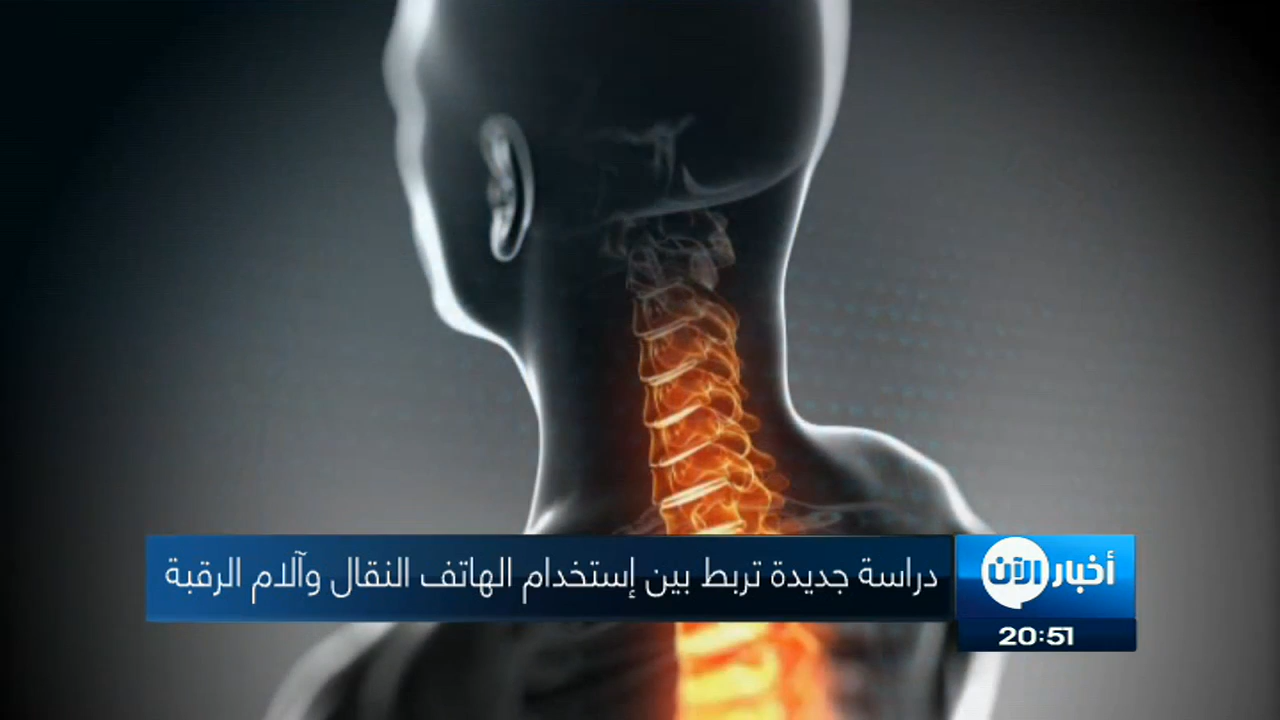 دراسة جديدة تربط بين إستخدام الهاتف النقال وآلام الرقبة
أخبار الآن
20:51